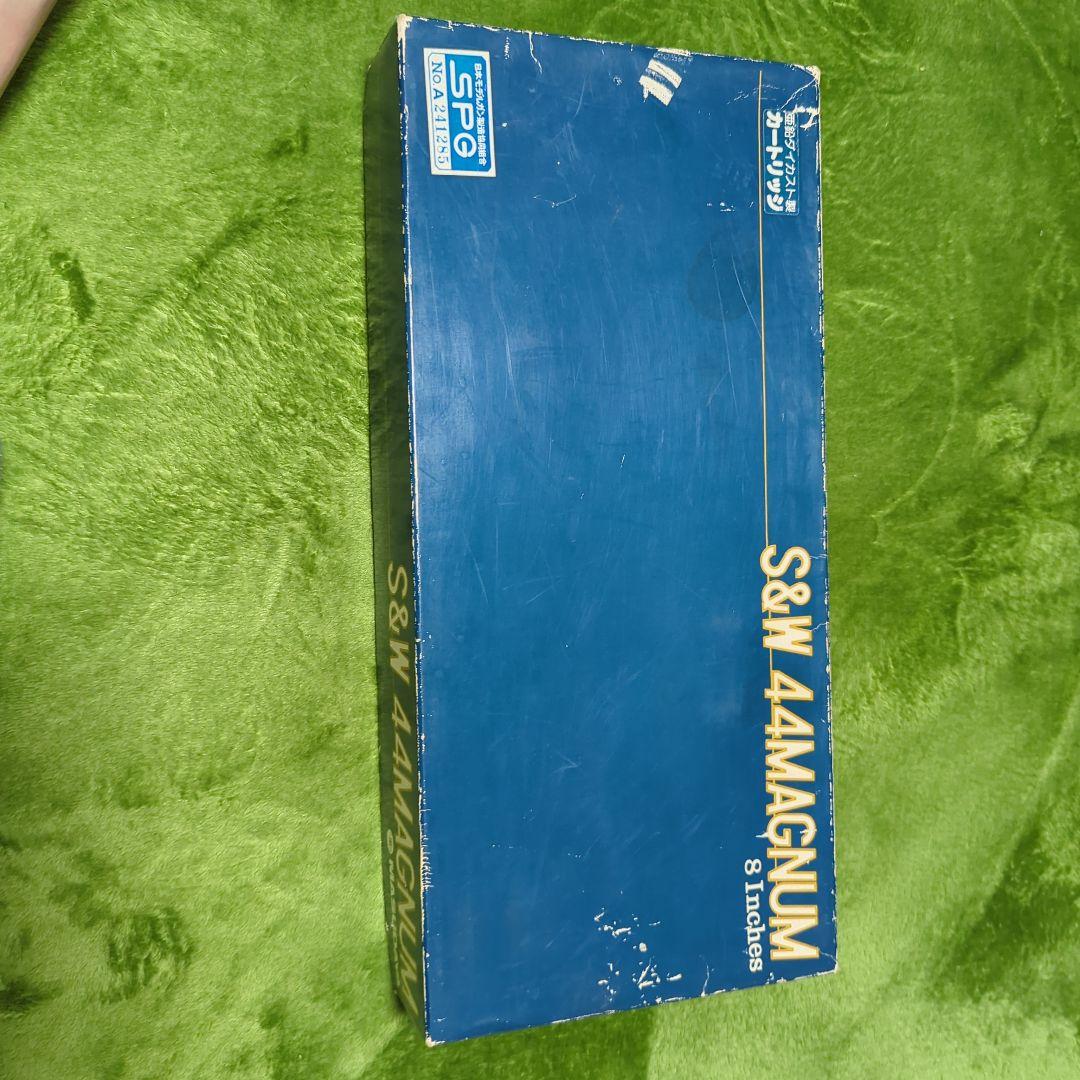 日本モデルガン製造協同組合
SPG
No A 241285
亜鉛ダイカスト製
カートリッジ
S&W 44MAGNUM
8 Inches
S&W 44MAGNUM